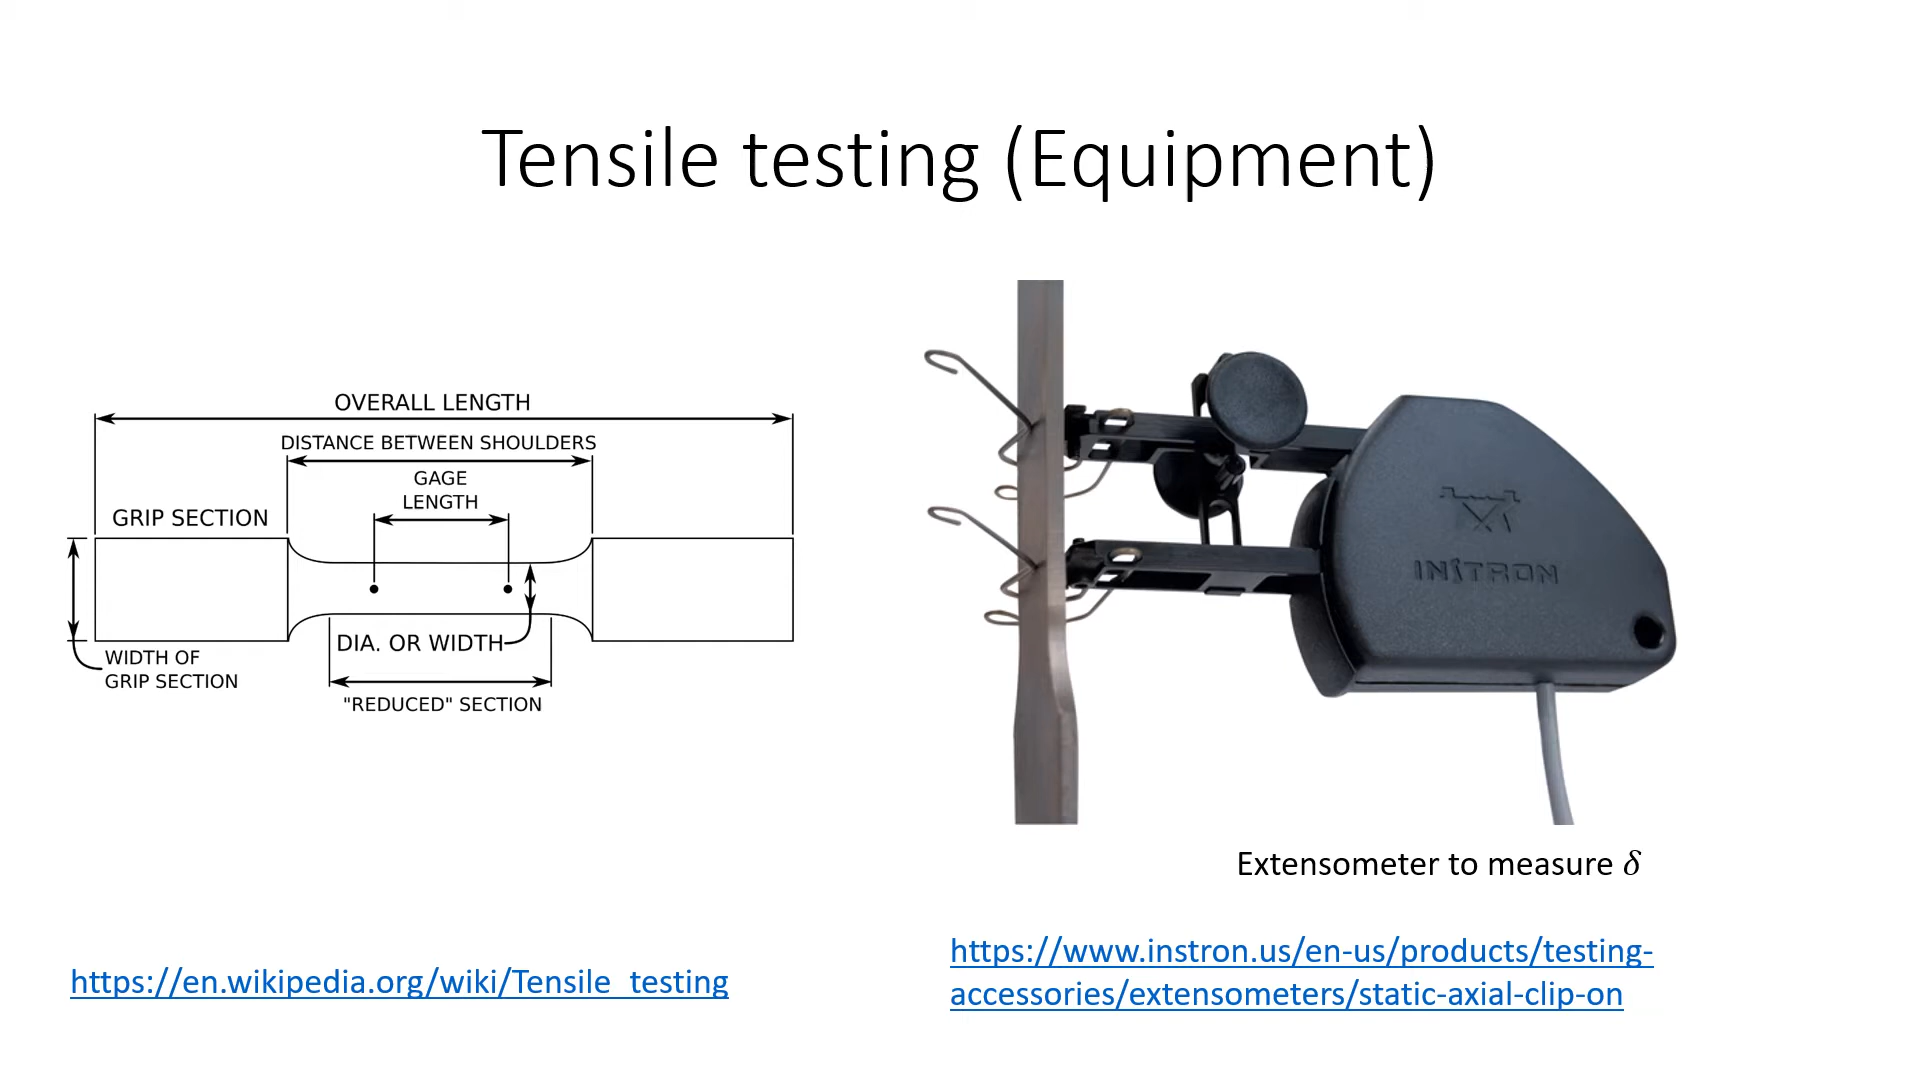 Tensile testing (Equipment)
OVERALL LENGTH
DISTANCE BETWEEN SHOULDERS
GAGE
LENGTH
GRIP SECTION
DIA. OR WIDTH
WIDTH OF
GRIP SECTION
"REDUCED" SECTION
INSTRON
Extensometer to measure δ
https://en.wikipedia.org/wiki/Tensile_testing
https://www.instron.us/en-us/products/testing-
accessories/extensometers/static-axial-clip-on